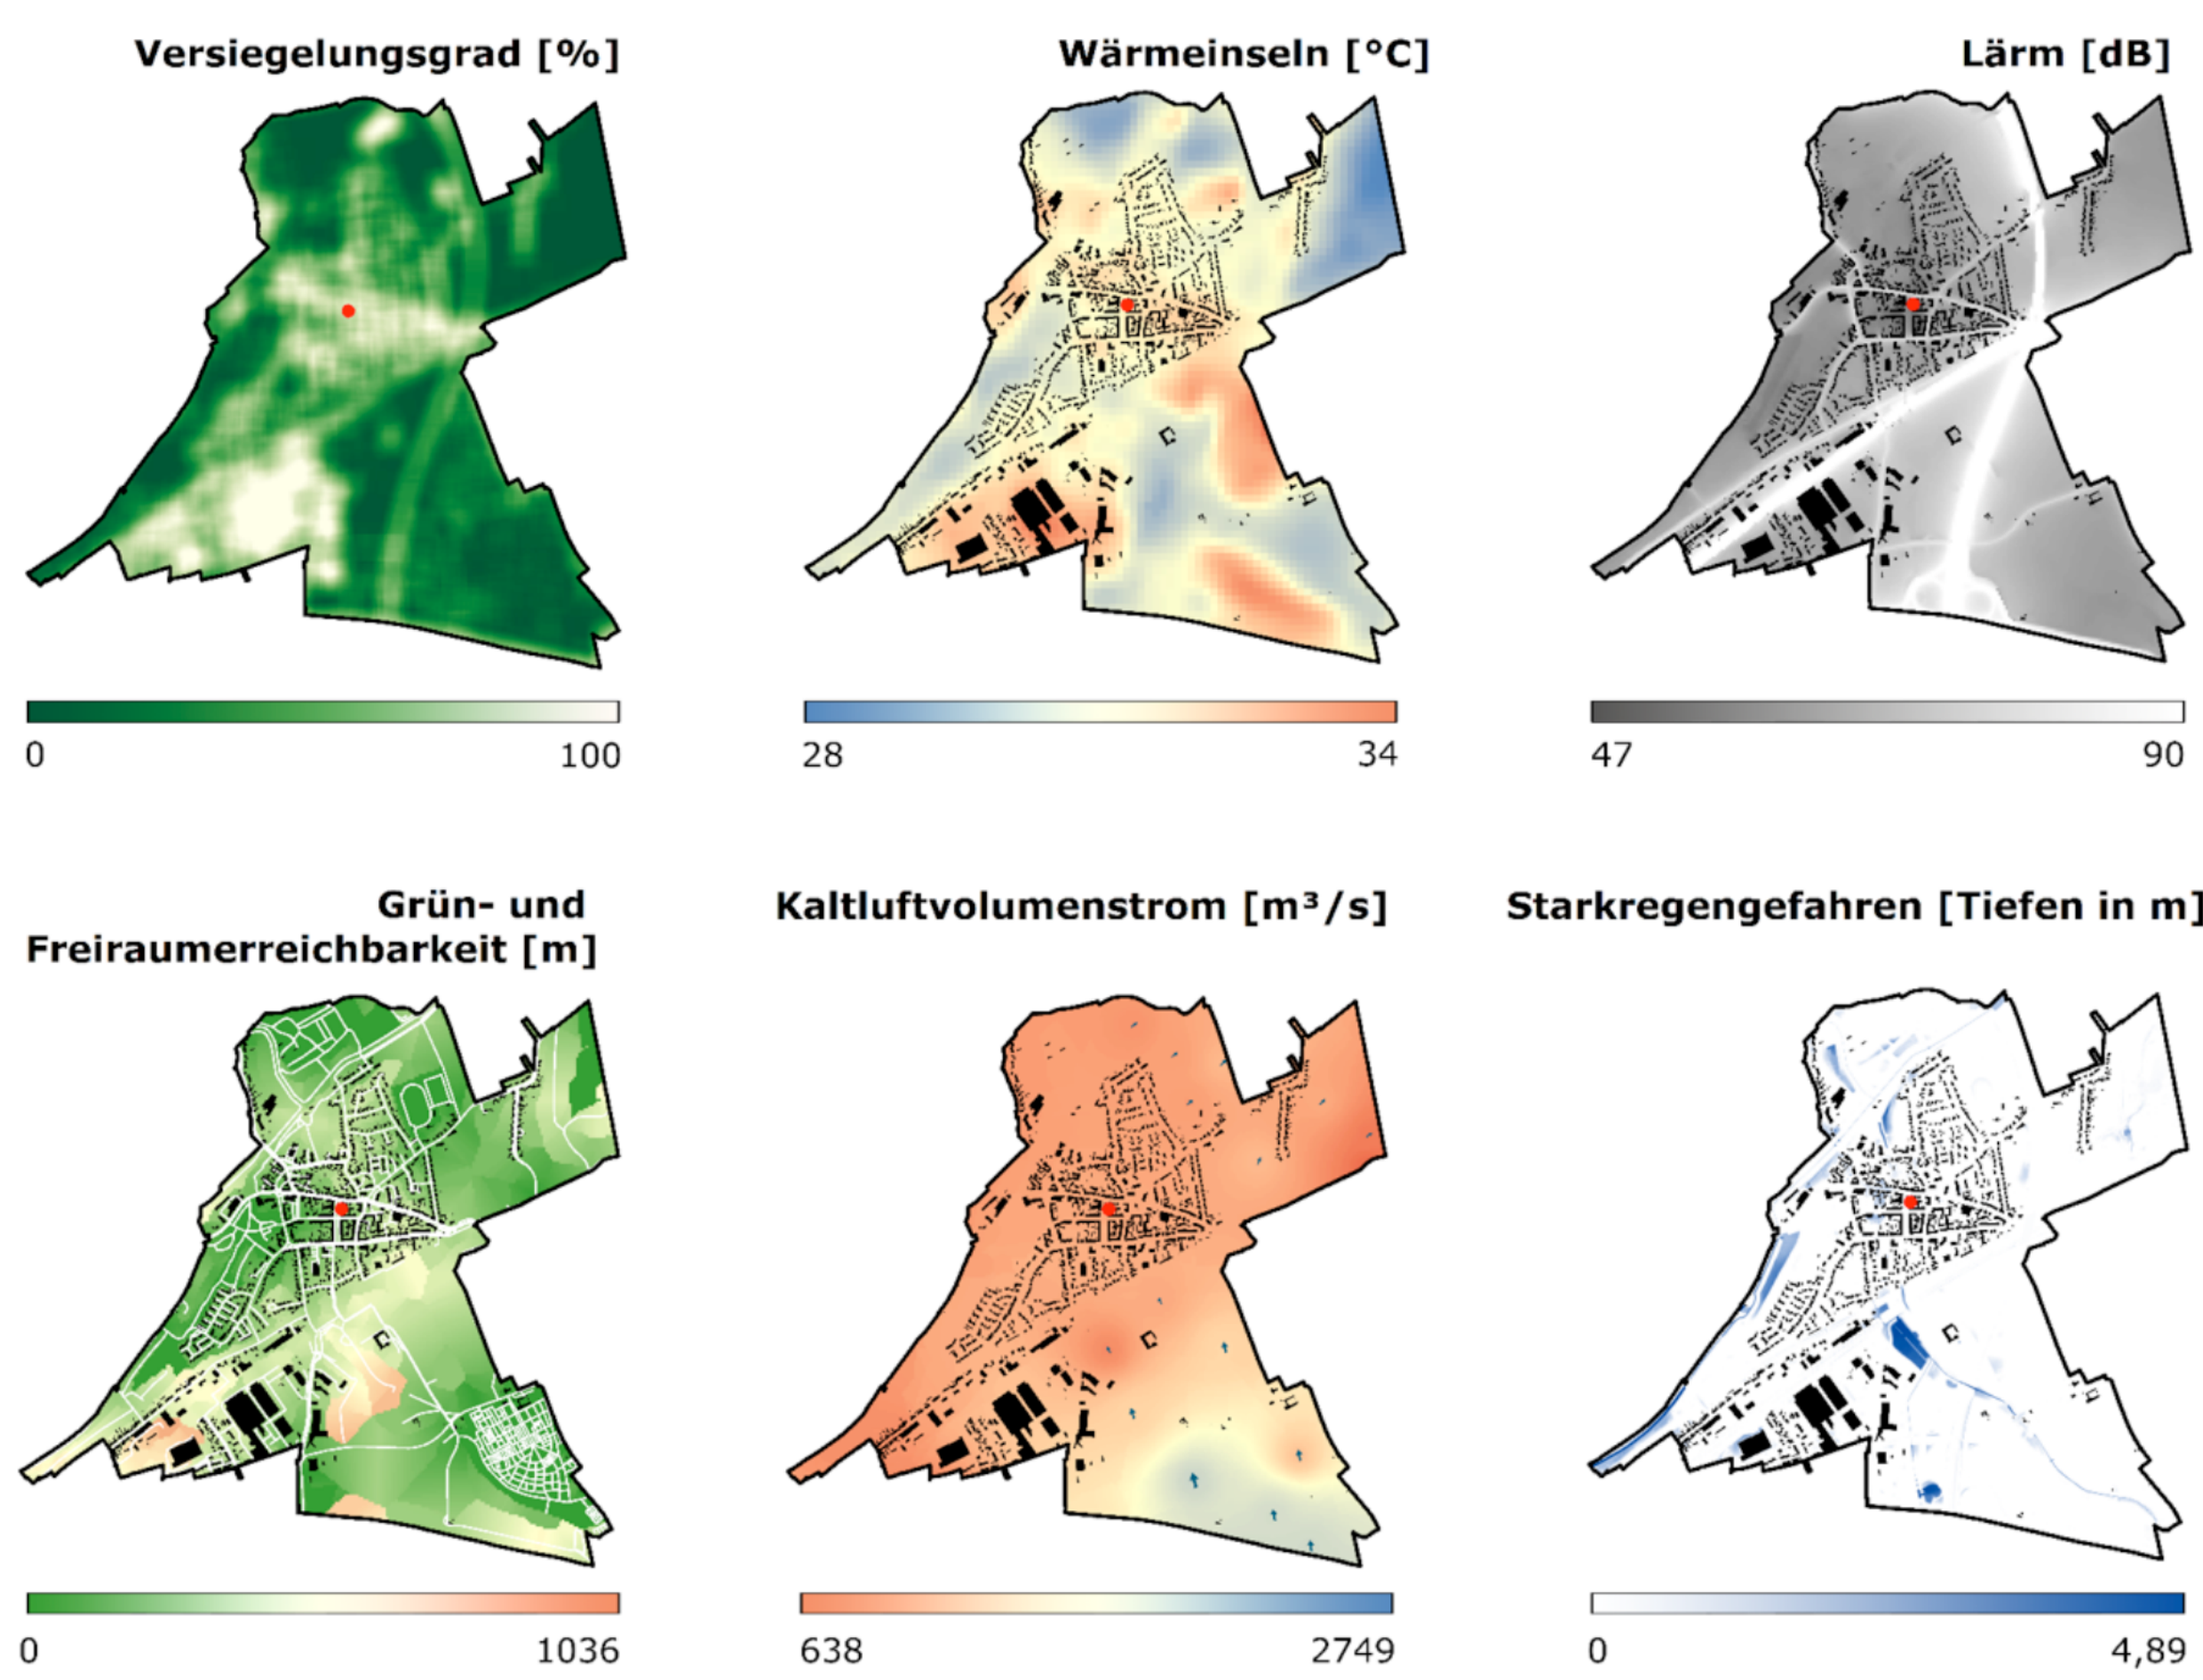 Versiegelungsgrad [%]
Wärmeinseln [°C]
Lärm [dB]
0 100
28 34
47 90
Grün- und
Freiraumerreichbarkeit [m]
Kaltluftvolumenstrom [m³/s]
Starkregengefahren [Tiefen in m]
0 1036
638 2749
0 4,89